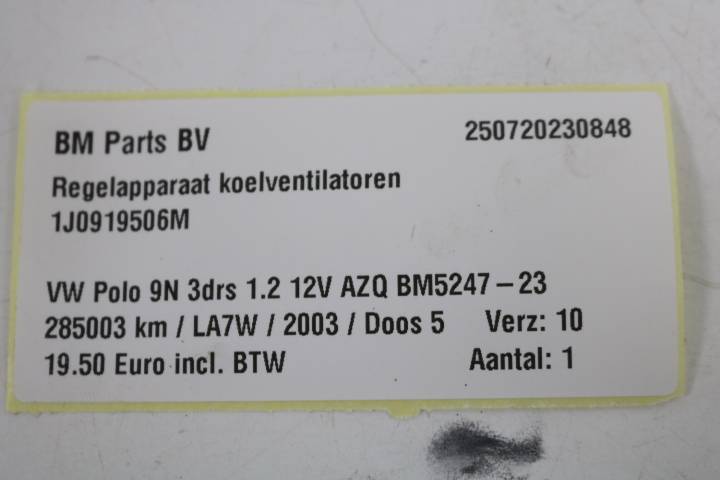 BM Parts BV 250720230848
Regelapparaat koelventilatoren
1J0919506M
VW Polo 9N 3drs 1.2 12V AZQ BM5247-23
285003 km / LA7W / 2003 / Doos 5 Verz: 10
19.50 Euro incl. BTW Aantal: 1